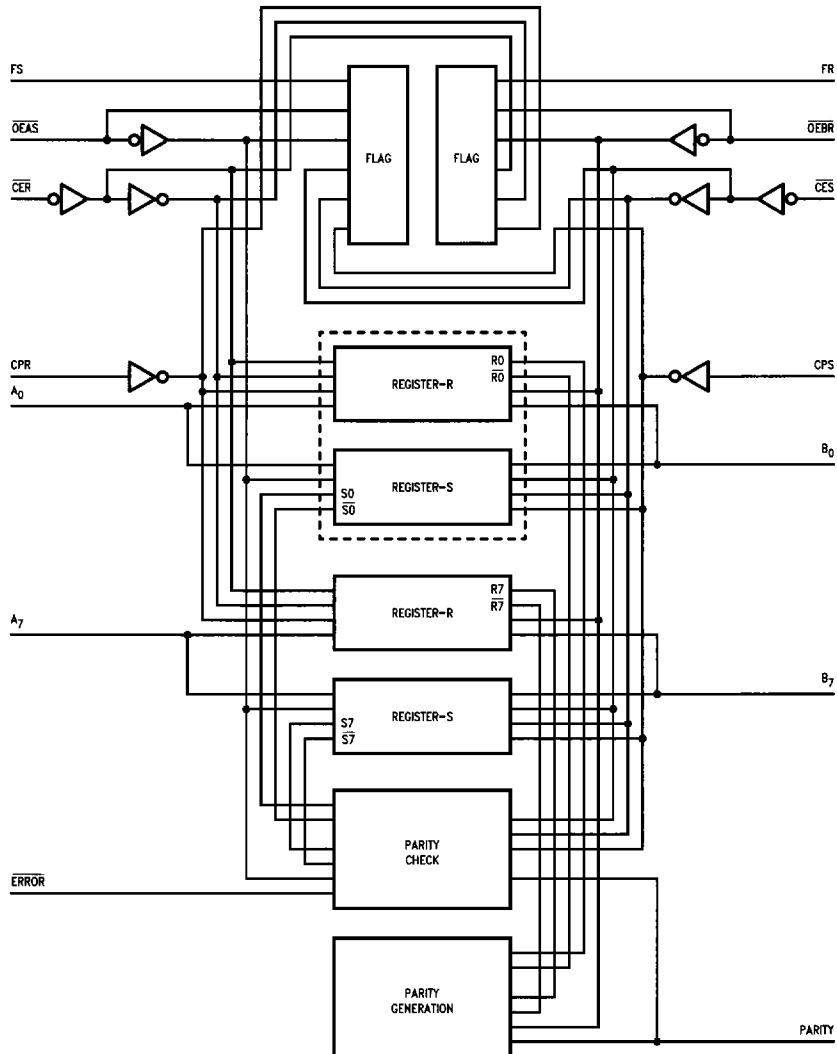 FS
FR
OEAS
OEBR
FLAG
FLAG
CER
CES
CPR
CPS
REGISTER-R
R0
R0
A0
B0
REGISTER-S
S0
S0
A7
REGISTER-R
R7
R7
B7
REGISTER-S
S7
S7
PARITY
CHECK
ERROR
PARITY
GENERATION
PARITY